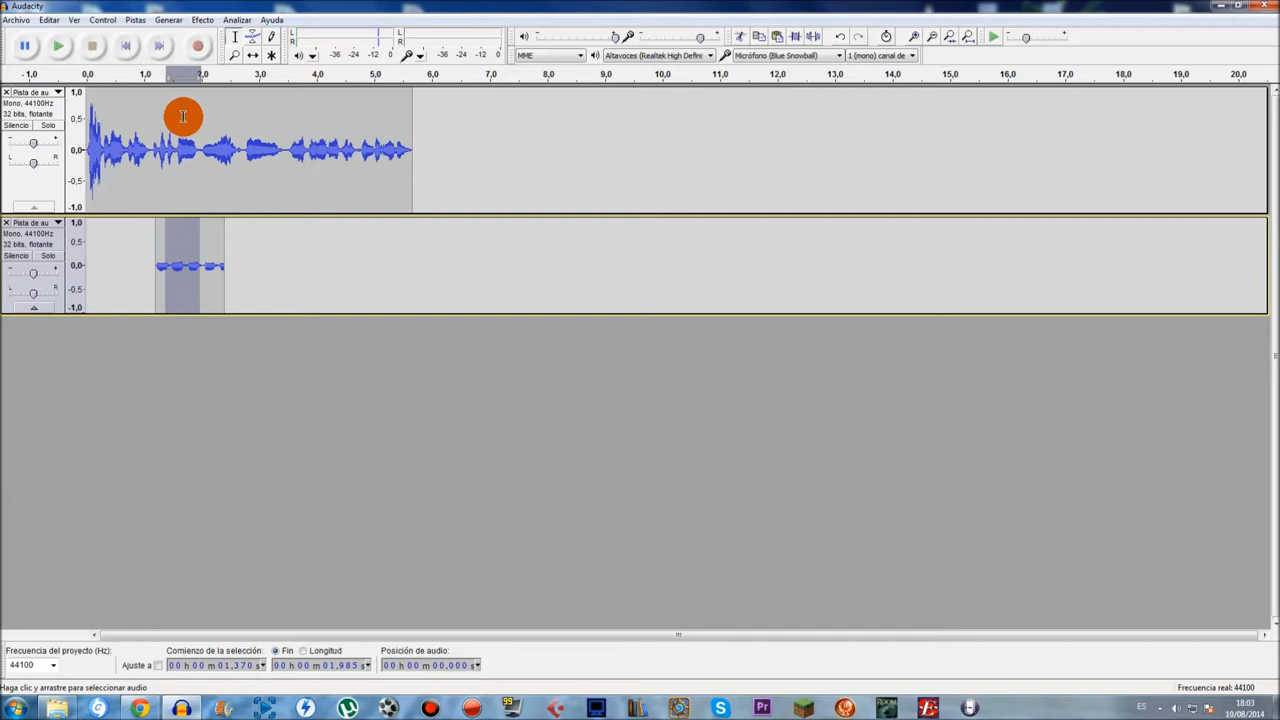 Audacity
Archivo Editar Ver Control Pistas Generar Efecto Analizar Ayuda
L
R
-36 -24 -12 0
L
R
-36 -24 -12 0
MME
Altavoces (Realtek High Defini
Micrófono (Blue Snowball)
1 (mono) canal de
-1,0 0,0 1,0 2,0 3,0 4,0 5,0 6,0 7,0 8,0 9,0 10,0 11,0 12,0 13,0 14,0 15,0 16,0 17,0 18,0 19,0 20,0
Pista de au
Mono, 44100Hz
32 bits, flotante
Silencio Solo
- +
L R
1,0
0,5
0,0
-0,5
-1,0
Pista de au
Mono, 44100Hz
32 bits, flotante
Silencio Solo
- +
L R
1,0
0,5
0,0
-0,5
-1,0
Frecuencia del proyecto (Hz):
44100
Comienzo de la selección:
Fin
Longitud
Posición de audio:
Ajuste a
00 h 00 m 01,370 s
00 h 00 m 01,985 s
00 h 00 m 00,000 s
Haga clic y arrastre para seleccionar audio
Frecuencia real: 44100
99
Pr
ROOM
ES
18:03
10/08/2014